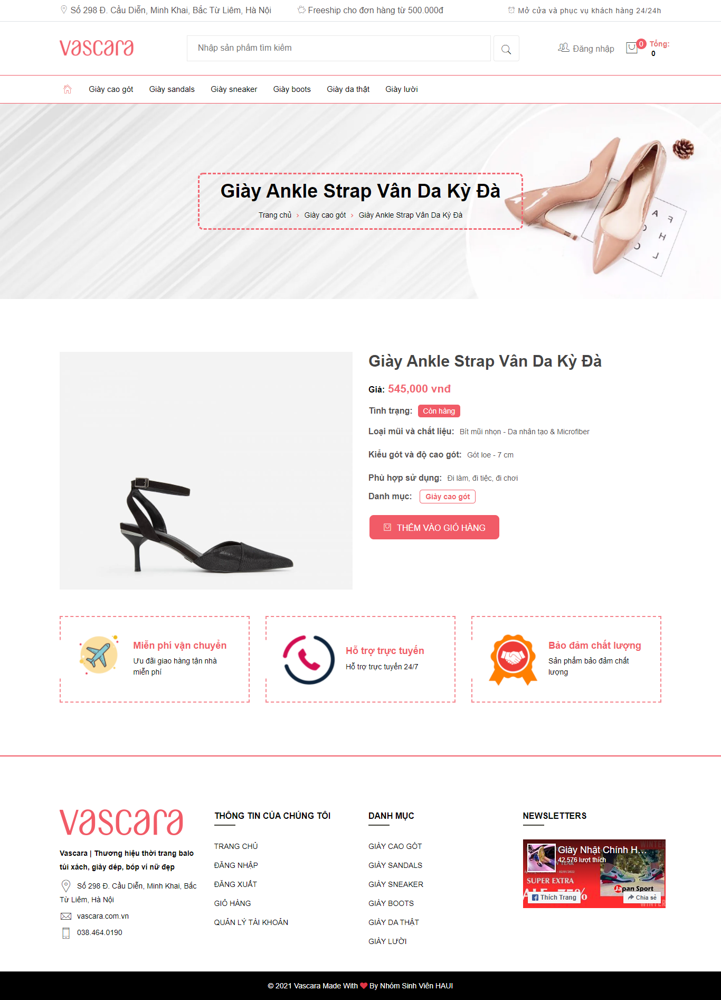 Số 298 Đ. Cầu Diễn, Minh Khai, Bắc Từ Liêm, Hà Nội
Freeship cho đơn hàng từ 500.000đ
Mở cửa và phục vụ khách hàng 24/24h
vascara
Nhập sản phẩm tìm kiếm
Đăng nhập
0
Tổng:
0
Giày cao gót
Giày sandals
Giày sneaker
Giày boots
Giày da thật
Giày lười
Giày Ankle Strap Vân Da Kỳ Đà
Trang chủ › Giày cao gót › Giày Ankle Strap Vân Da Kỳ Đà
A F
H O
O H
L
Giày Ankle Strap Vân Da Kỳ Đà
Giá: 545,000 vnđ
Tình trạng: Còn hàng
Loại mũi và chất liệu: Bít mũi nhọn - Da nhân tạo & Microfiber
Kiểu gót và độ cao gót: Gót loe - 7 cm
Phù hợp sử dụng: Đi làm, đi tiệc, đi chơi
Danh mục: Giày cao gót
THÊM VÀO GIỎ HÀNG
Miễn phí vận chuyển
Ưu đãi giao hàng tận nhà
miễn phí
Hỗ trợ trực tuyến
Hỗ trợ trực tuyến 24/7
Bảo đảm chất lượng
Sản phẩm bảo đảm chất
lượng
vascara
Vascara | Thương hiệu thời trang balo
túi xách, giày dép, bóp ví nữ đẹp
Số 298 Đ. Cầu Diễn, Minh Khai, Bắc
Từ Liêm, Hà Nội
vascara.com.vn
038.464.0190
THÔNG TIN CỦA CHÚNG TÔI
TRANG CHỦ
ĐĂNG NHẬP
ĐĂNG XUẤT
GIỎ HÀNG
QUẢN LÝ TÀI KHOẢN
DANH MỤC
GIÀY CAO GÓT
GIÀY SANDALS
GIÀY SNEAKER
GIÀY BOOTS
GIÀY DA THẬT
GIÀY LƯỜI
NEWSLETTERS
WINTER
Giày Nhật Chính H...
42.576 lượt thích
YEAR
- 02/01/2022
SUPER EXTRA
Japan Sport
Thích Trang
Chia sẻ
WINTER
© 2021 Vascara Made With ❤ By Nhóm Sinh Viên HAUI